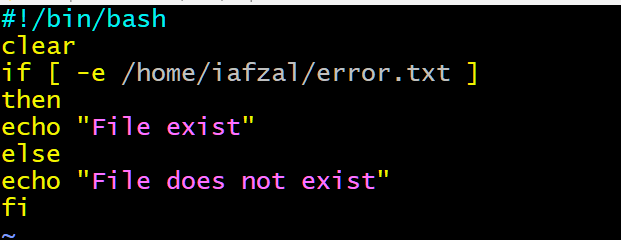 #!/bin/bash
clear
if [ -e /home/iafzal/error.txt ]
then
echo "File exist"
else
echo "File does not exist"
fi
~